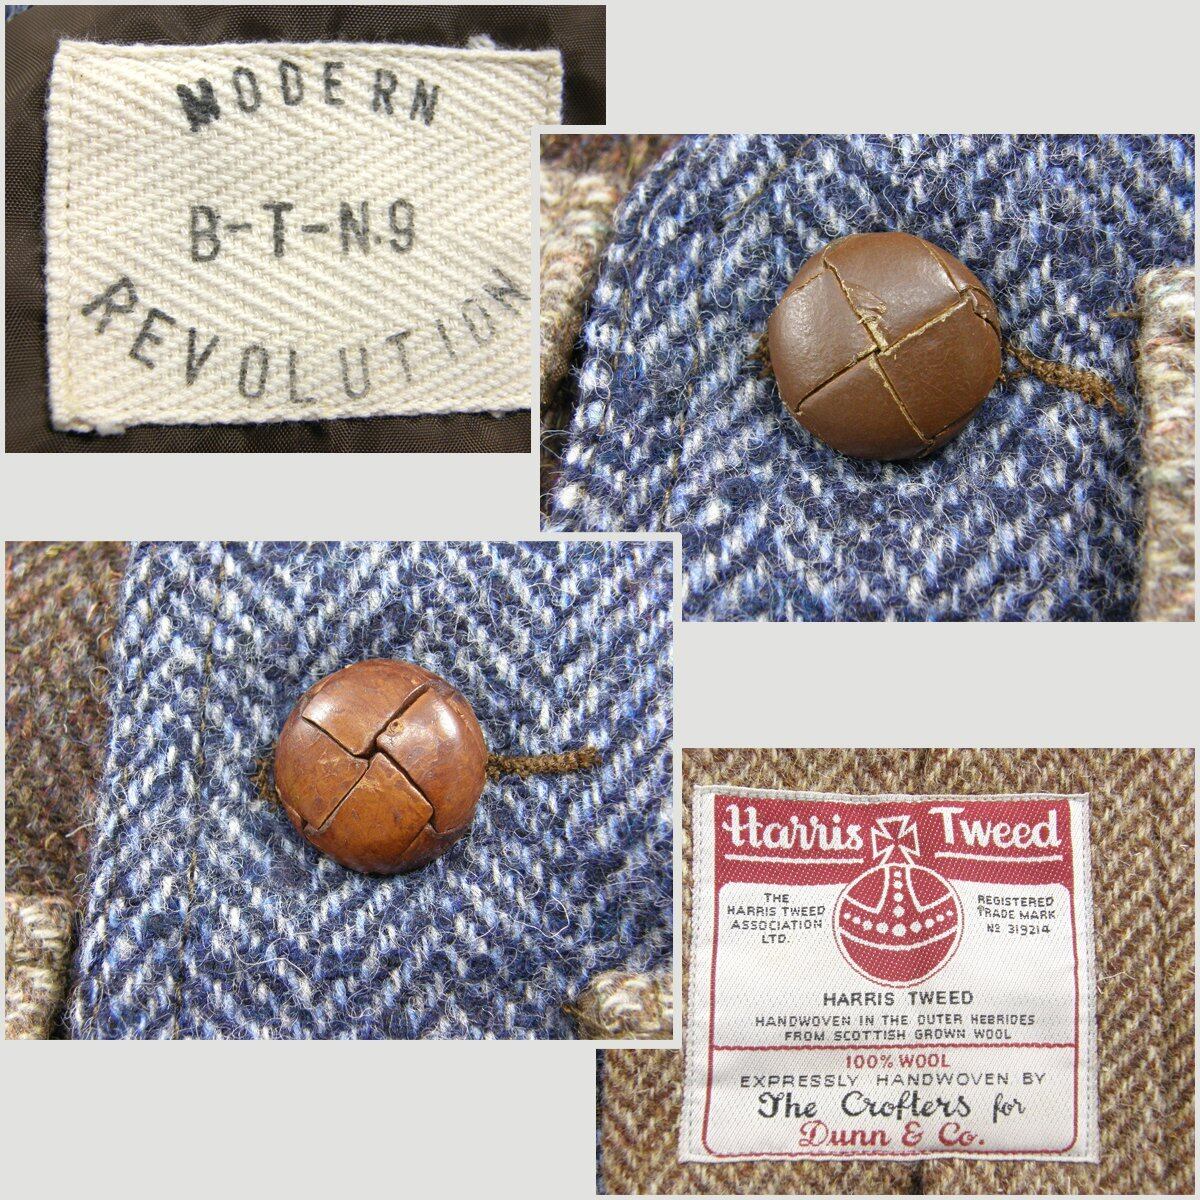 MODERN
B-T-N.9
REVOLUTION
Harris Tweed
THE
HARRIS TWEED
ASSOCIATION
LTD.
REGISTERED
TRADE MARK
Nº 319214
HARRIS TWEED
HANDWOVEN IN THE OUTER HEBRIDES
FROM SCOTTISH GROWN WOOL
100% WOOL
EXPRESSLY HANDWOVEN BY
The Crofters for
Dunn & Co.